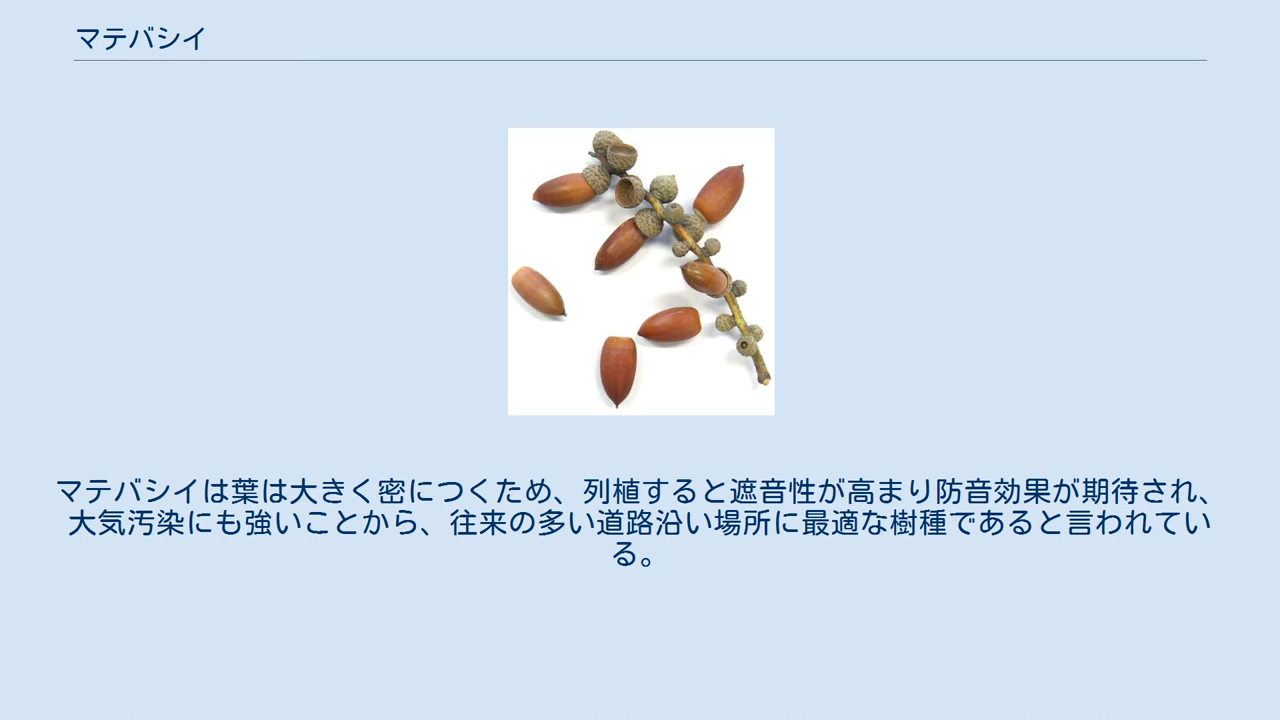 マテバシイ
マテバシイは葉は大きく密につくため、列植すると遮音性が高まり防音効果が期待され、
大気汚染にも強いことから、往来の多い道路沿い場所に最適な樹種であると言われてい
る。